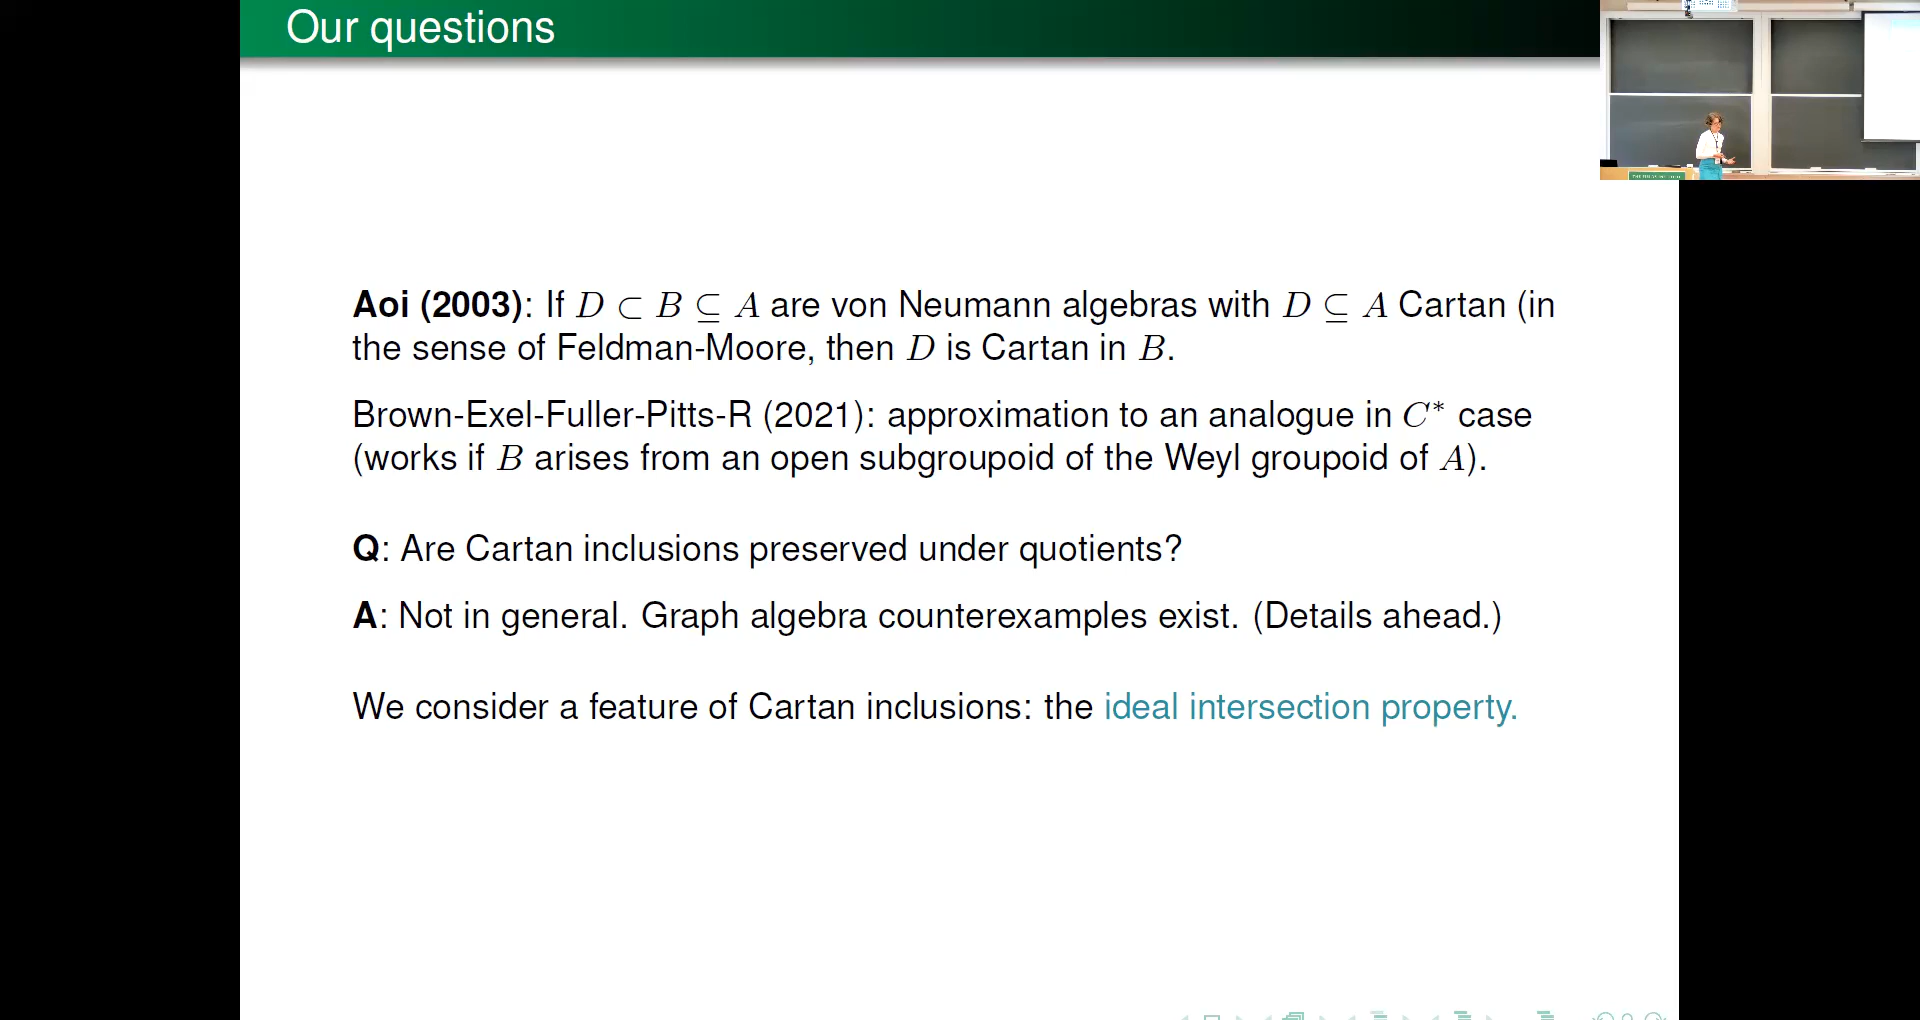 Our questions
Aoi (2003): If D ⊂ B ⊆ A are von Neumann algebras with D ⊆ A Cartan (in
the sense of Feldman-Moore, then D is Cartan in B.
Brown-Exel-Fuller-Pitts-R (2021): approximation to an analogue in C* case
(works if B arises from an open subgroupoid of the Weyl groupoid of A).
Q: Are Cartan inclusions preserved under quotients?
A: Not in general. Graph algebra counterexamples exist. (Details ahead.)
We consider a feature of Cartan inclusions: the ideal intersection property.